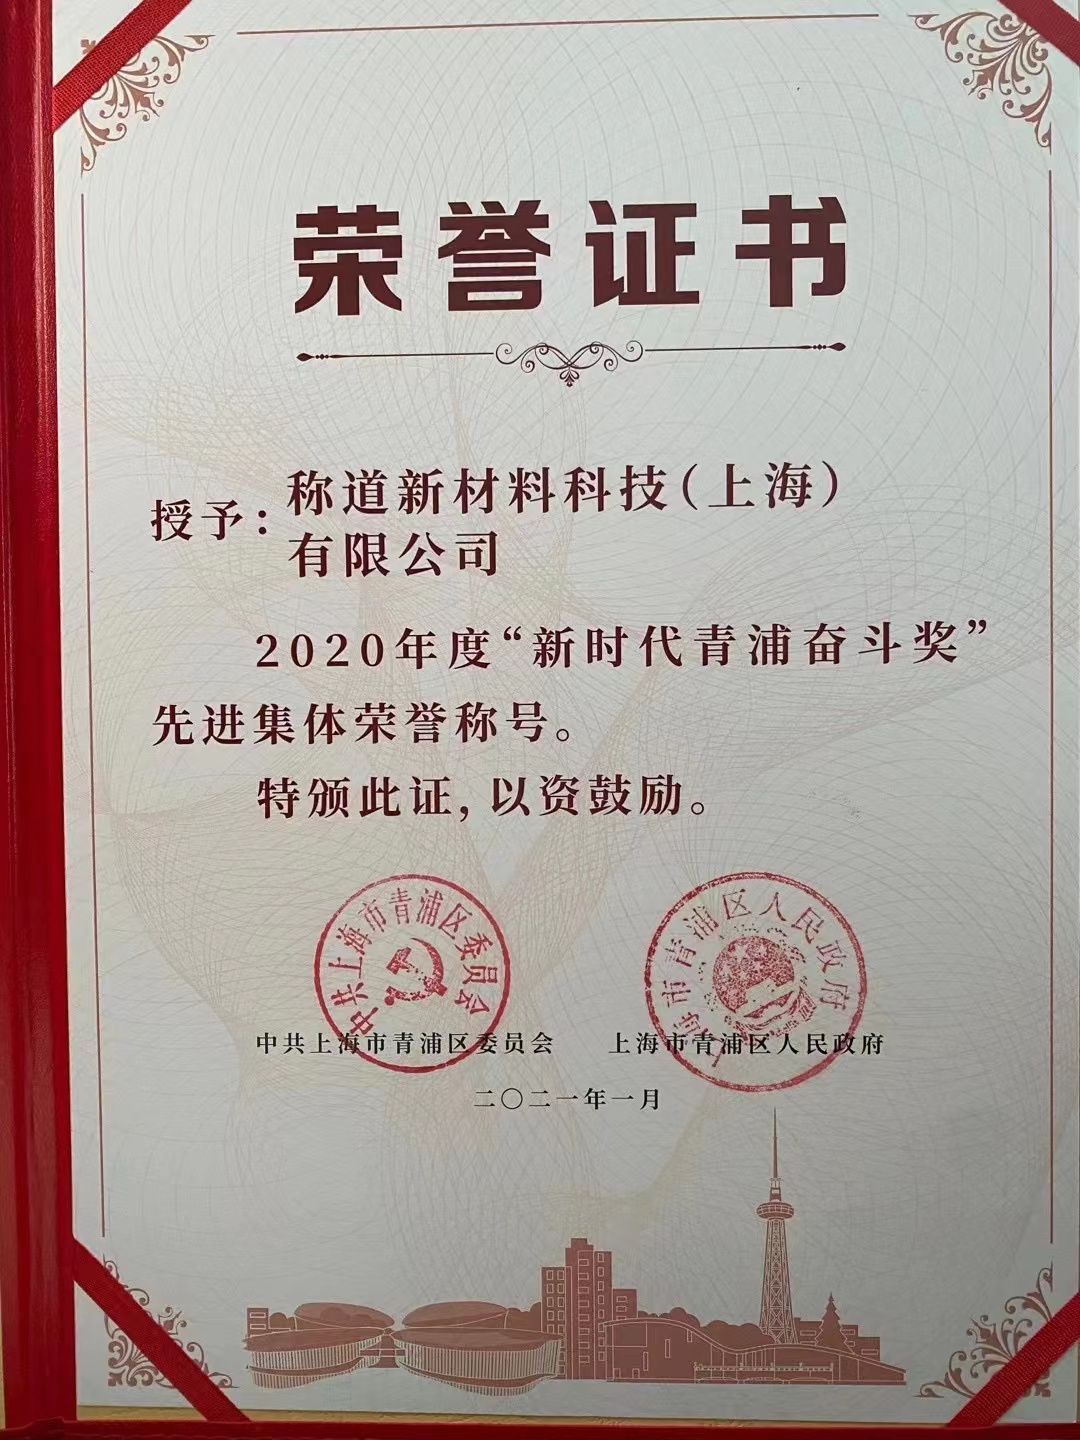 荣誉证书
授予：称道新材料科技（上海）
有限公司
2020年度“新时代青浦奋斗奖”
先进集体荣誉称号。
特颁此证，以资鼓励。
中共上海市青浦区委员会
上海市青浦区人民政府
中共上海市青浦区委员会 上海市青浦区人民政府
二〇二一年一月